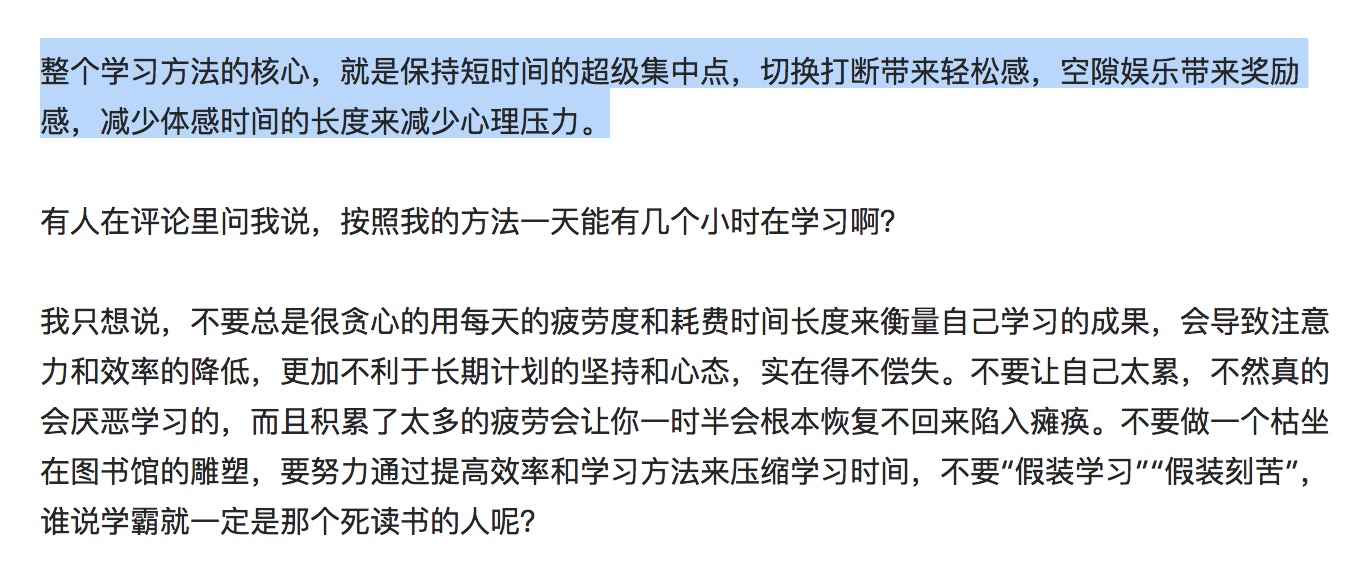 整个学习方法的核心，就是保持短时间的超级集中点，切换打断带来轻松感，空隙娱乐带来奖励
感，减少体感时间的长度来减少心理压力。
有人在评论里问我说，按照我的方法一天能有几个小时在学习啊？
我只想说，不要总是很贪心的用每天的疲劳度和耗费时间长度来衡量自己学习的成果，会导致注意
力和效率的降低，更加不利于长期计划的坚持和心态，实在得不偿失。不要让自己太累，不然真的
会厌恶学习的，而且积累了太多的疲劳会让你一时半会根本恢复不回来陷入瘫痪。不要做一个枯坐
在图书馆的雕塑，要努力通过提高效率和学习方法来压缩学习时间，不要“假装学习”“假装刻苦”，
谁说学霸就一定是那个死读书的人呢？